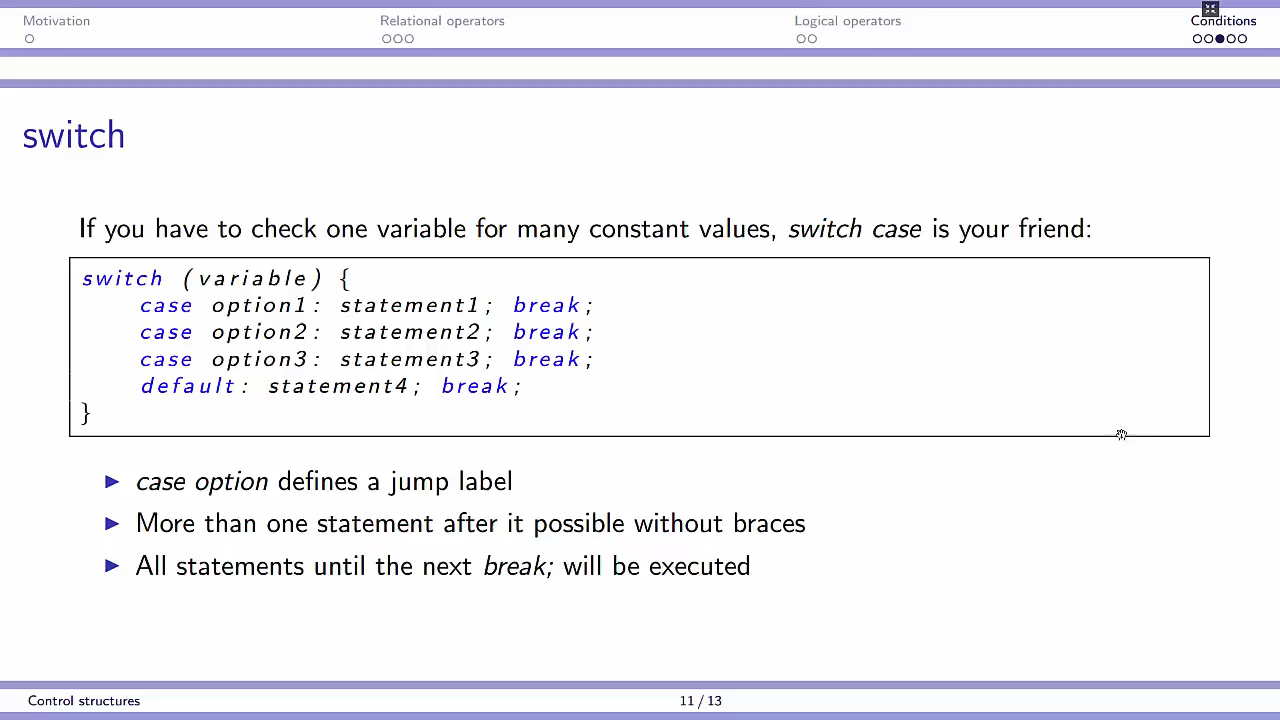 Motivation
Relational operators
Logical operators
Conditions
switch
If you have to check one variable for many constant values, switch case is your friend:
switch (variable) {
case option1: statement1; break;
case option2: statement2; break;
case option3: statement3; break;
default: statement4; break;
}
case option defines a jump label
More than one statement after it possible without braces
All statements until the next break; will be executed
Control structures
11 / 13